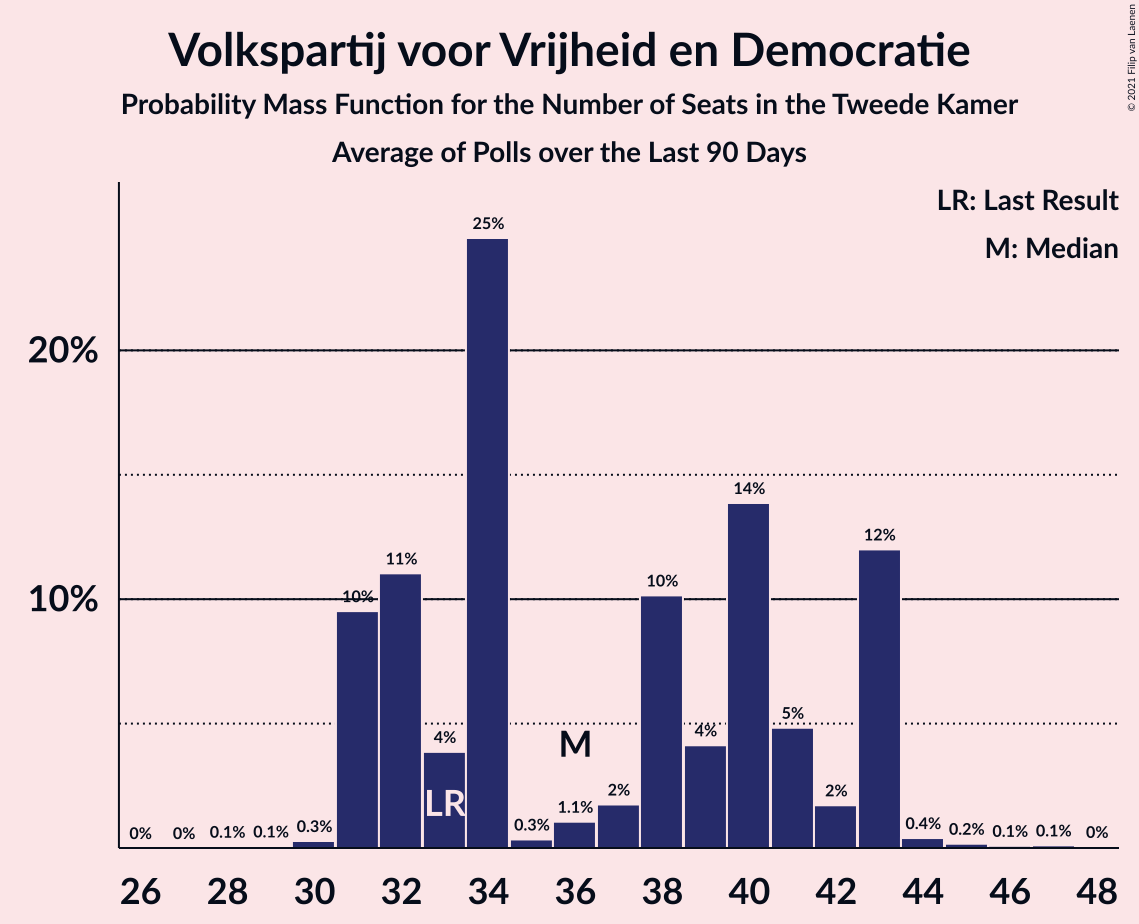 Volkspartij voor Vrijheid en Democratie
Probability Mass Function for the Number of Seats in the Tweede Kamer
Average of Polls over the Last 90 Days
© 2021 Filip van Laenen
LR: Last Result
M: Median
20%
10%
0%
0%
0.1%
0.1%
0.3%
10%
11%
4%
25%
0.3%
1.1%
2%
10%
4%
14%
5%
2%
12%
0.4%
0.2%
0.1%
0.1%
0%
LR
M
26 28 30 32 34 36 38 40 42 44 46 48